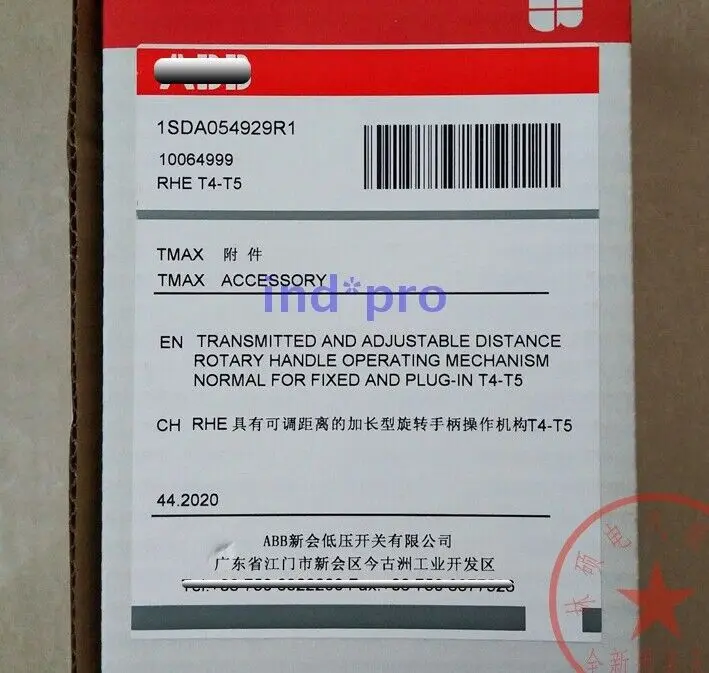 1SDA054929R1
10064999
RHE T4-T5
TMAX 附件
TMAX ACCESSORY
ind*pro
EN TRANSMITTED AND ADJUSTABLE DISTANCE
ROTARY HANDLE OPERATING MECHANISM
NORMAL FOR FIXED AND PLUG-IN T4-T5
CH RHE 具有可调距离的加长型旋转手柄操作机构T4-T5
44.2020
ABB新会低压开关有限公司
广东省江门市新会区今古洲工业开发区